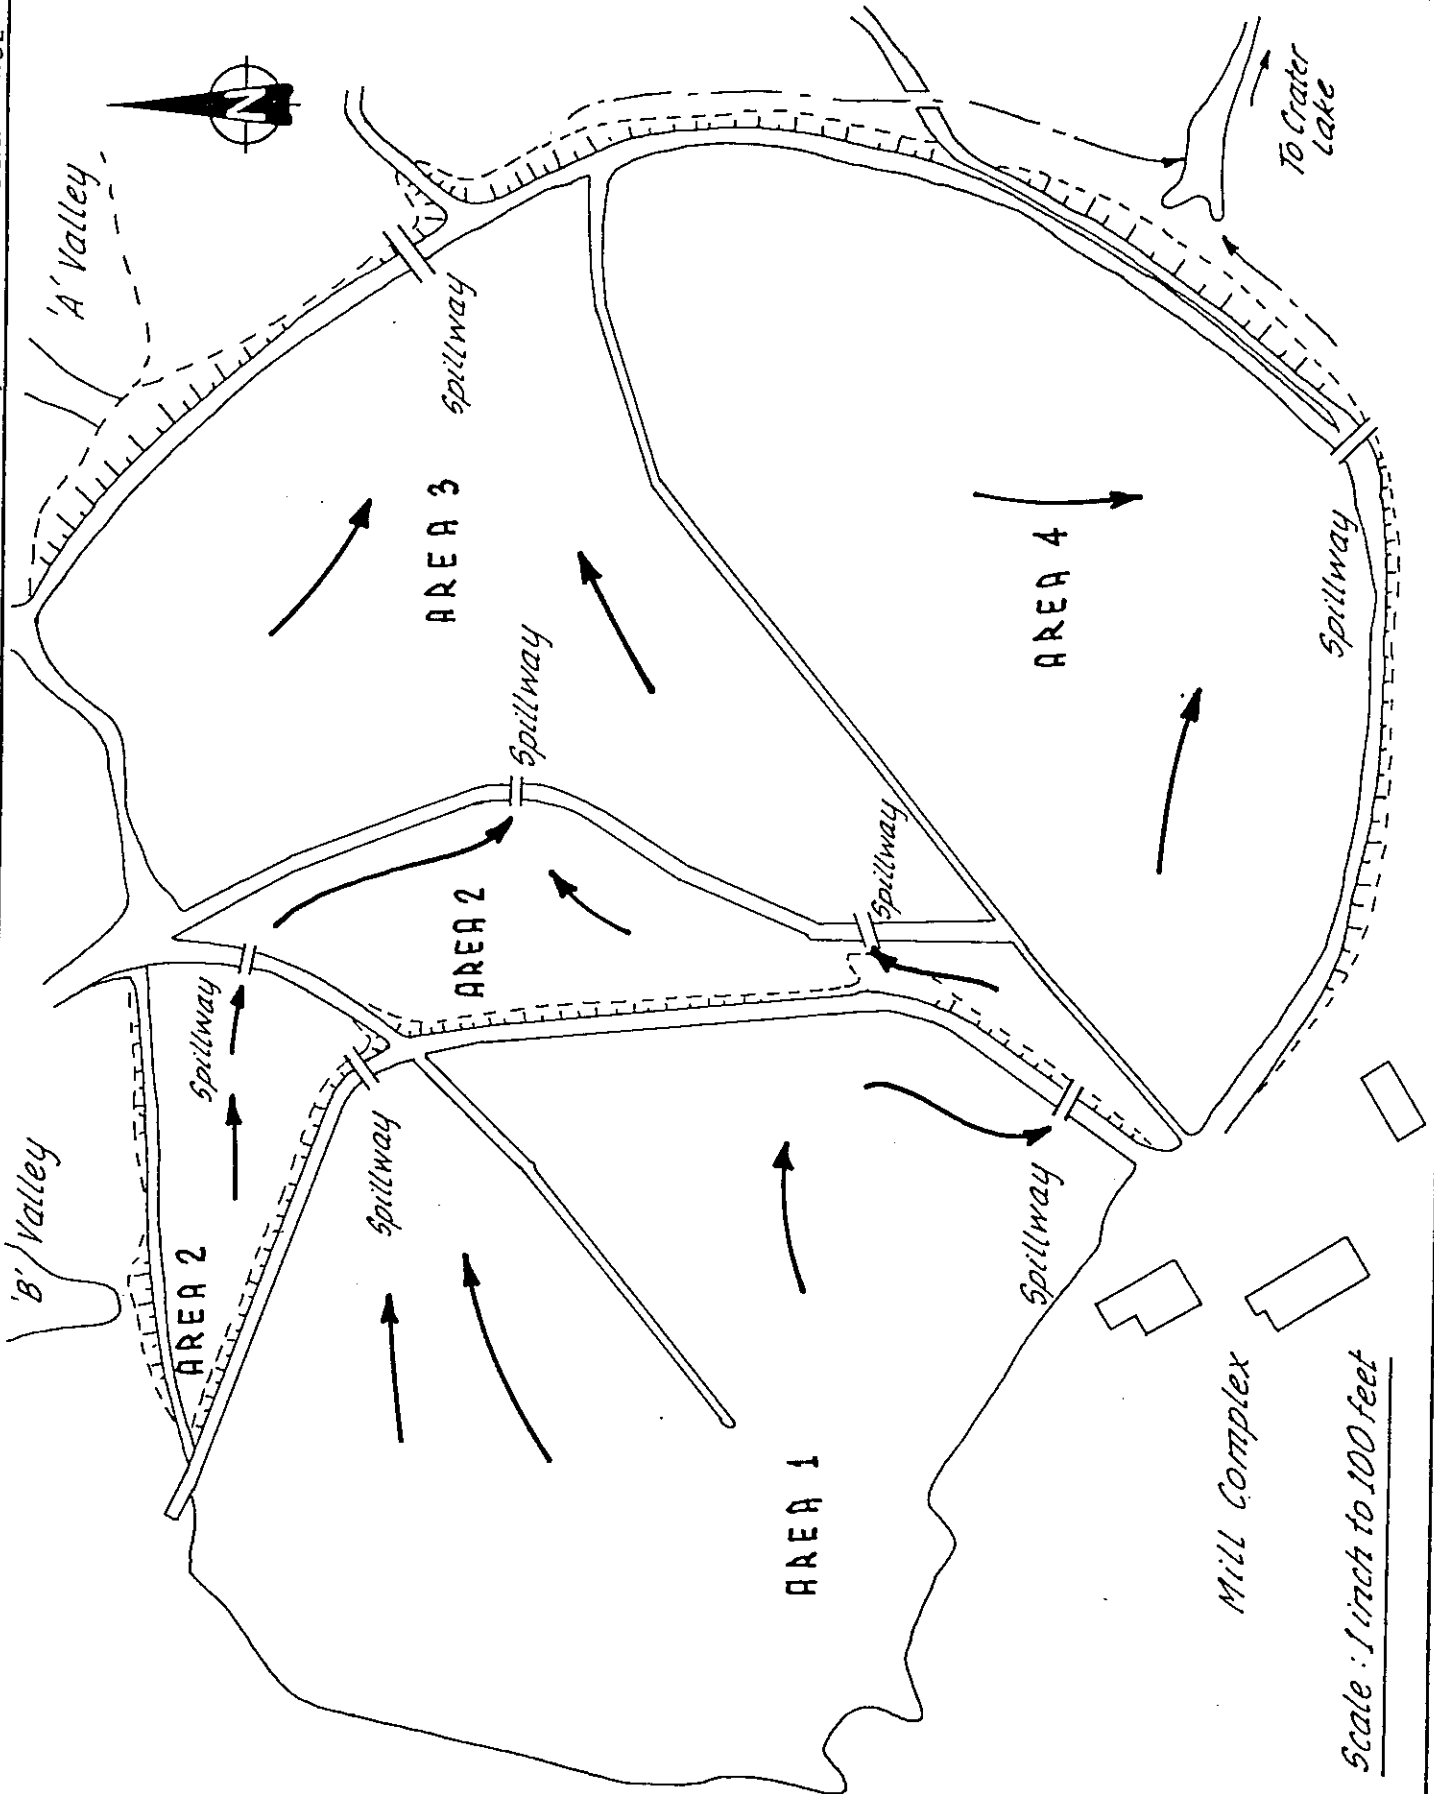 'A' Valley
N
'B' Valley
Spillway
AREA 2
Spillway
Spillway
AREA 3
AREA 2
Spillway
Spillway
AREA 1
Spillway
AREA 4
Spillway
To Crater
Lake
Mill Complex
Scale : 1 inch to 100 feet